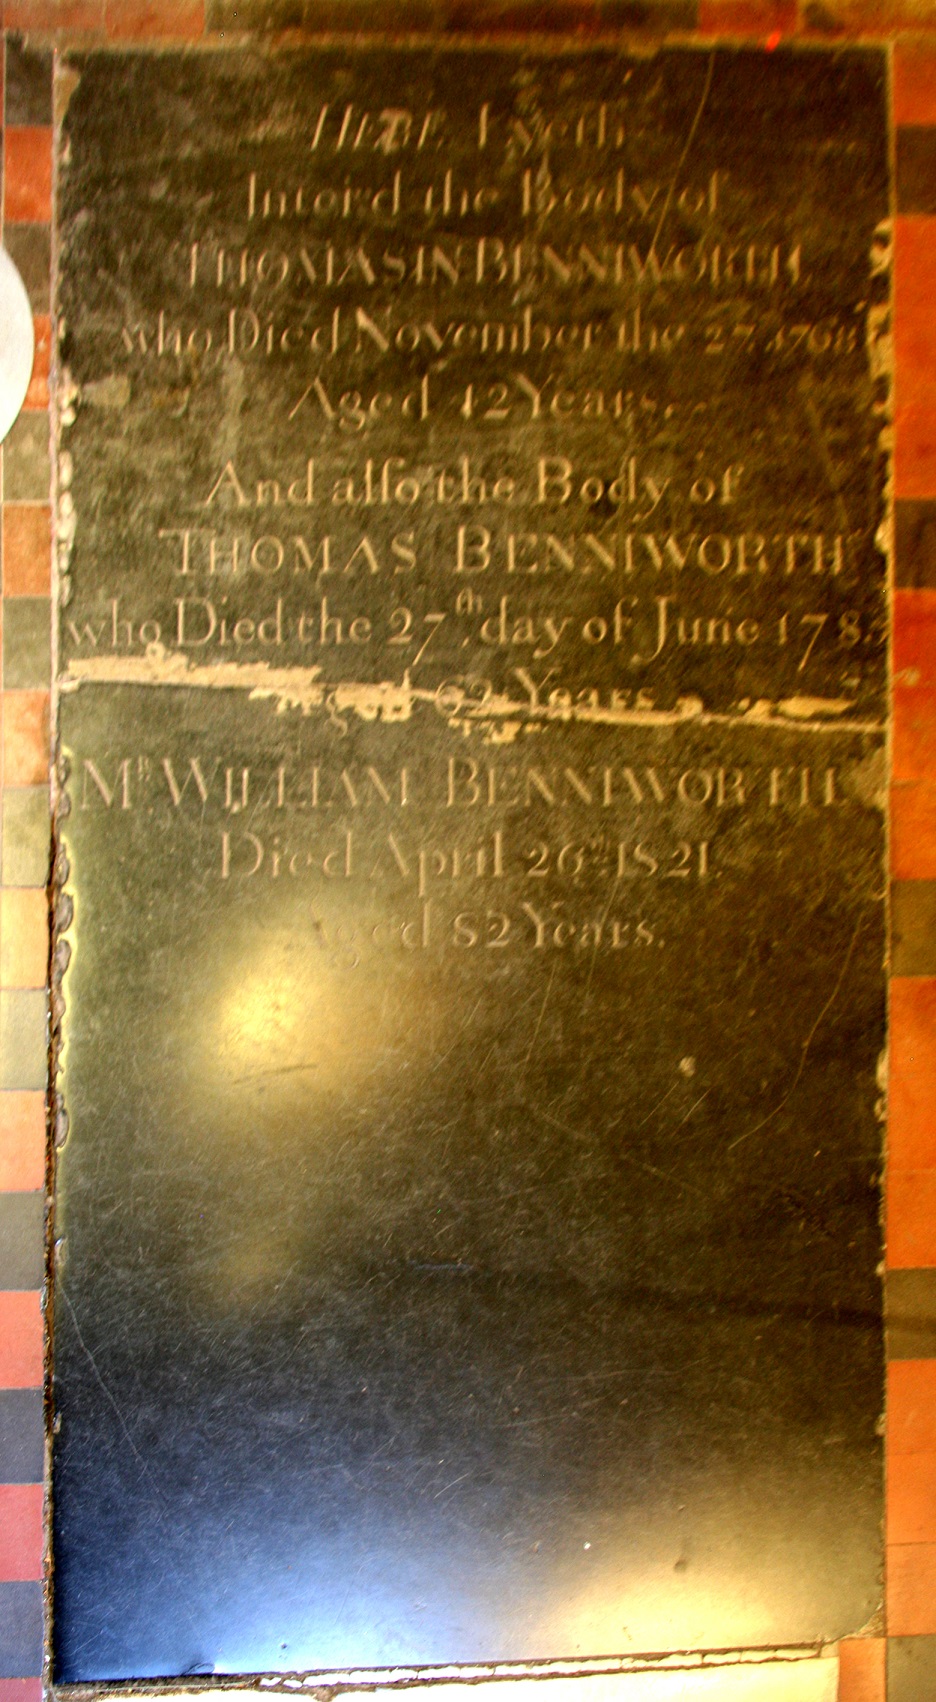 HERE Lyeth
Inter'd the Body of
THOMASIN BENNIWORTH
who Died November the 27. 1768
Aged 42 Years.
And alſo the Body of
THOMAS BENNIWORTH
who Died the 27th day of June 178
Aged 62 Years
MR. WILLIAM BENNIWORTH
Died April 26th 1821.
Aged 82 Years.